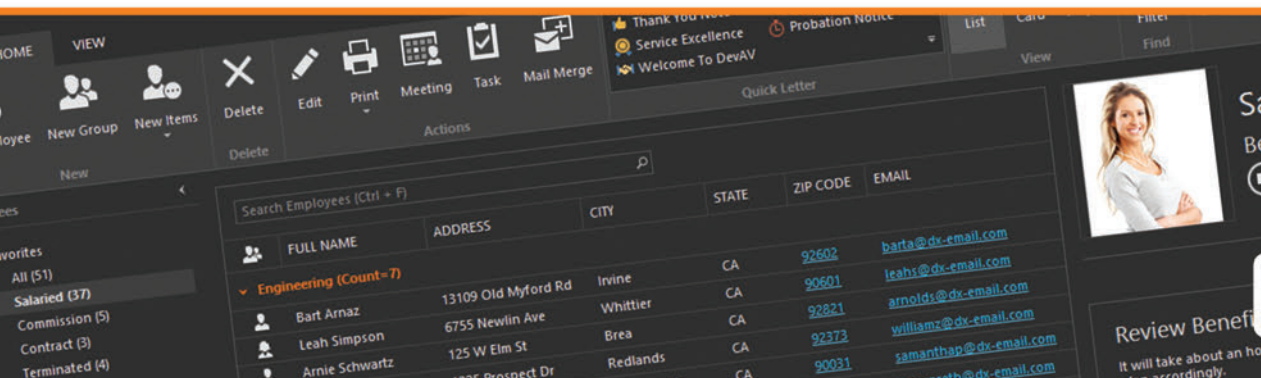 HOME VIEW
New Group
New Items
Delete
Edit
Print
Meeting
Task
Mail Merge
Thank You Note
Service Excellence
Probation Notice
Welcome To DevAV
List
Card
Filter
New
Delete
Actions
Quick Letter
View
Find
Search Employees (Ctrl + F)
FULL NAME ADDRESS CITY STATE ZIP CODE EMAIL
Engineering (Count=7)
Bart Arnaz 13109 Old Myford Rd Irvine CA 92602 barta@dx-email.com
Leah Simpson 6755 Newlin Ave Whittier CA 90601 leahs@dx-email.com
Arnie Schwartz 125 W Elm St Brea CA 92821 arnolds@dx-email.com
Prospect Dr Redlands CA 92373 williamz@dx-email.com
CA 90031 samanthap@dx-email.com
All (51)
Salaried (37)
Commission (5)
Contract (3)
Terminated (4)
Sa
Be
Review Benefi
It will take about an ho
accordingly.